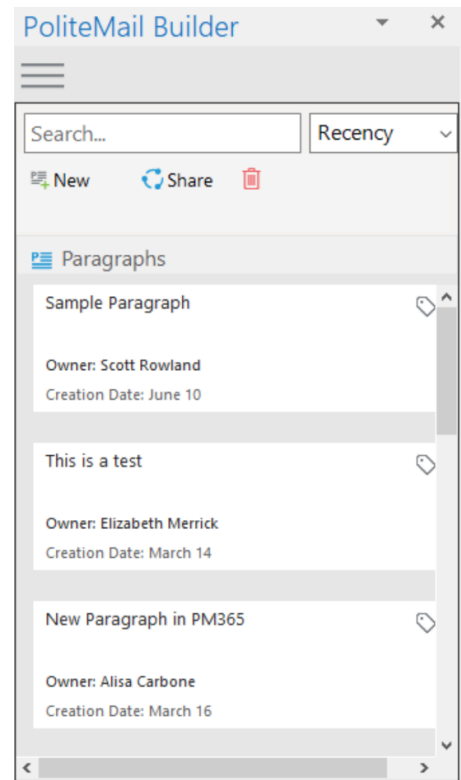 PoliteMail Builder
Search... Recency
New Share
Paragraphs
Sample Paragraph
Owner: Scott Rowland
Creation Date: June 10
This is a test
Owner: Elizabeth Merrick
Creation Date: March 14
New Paragraph in PM365
Owner: Alisa Carbone
Creation Date: March 16